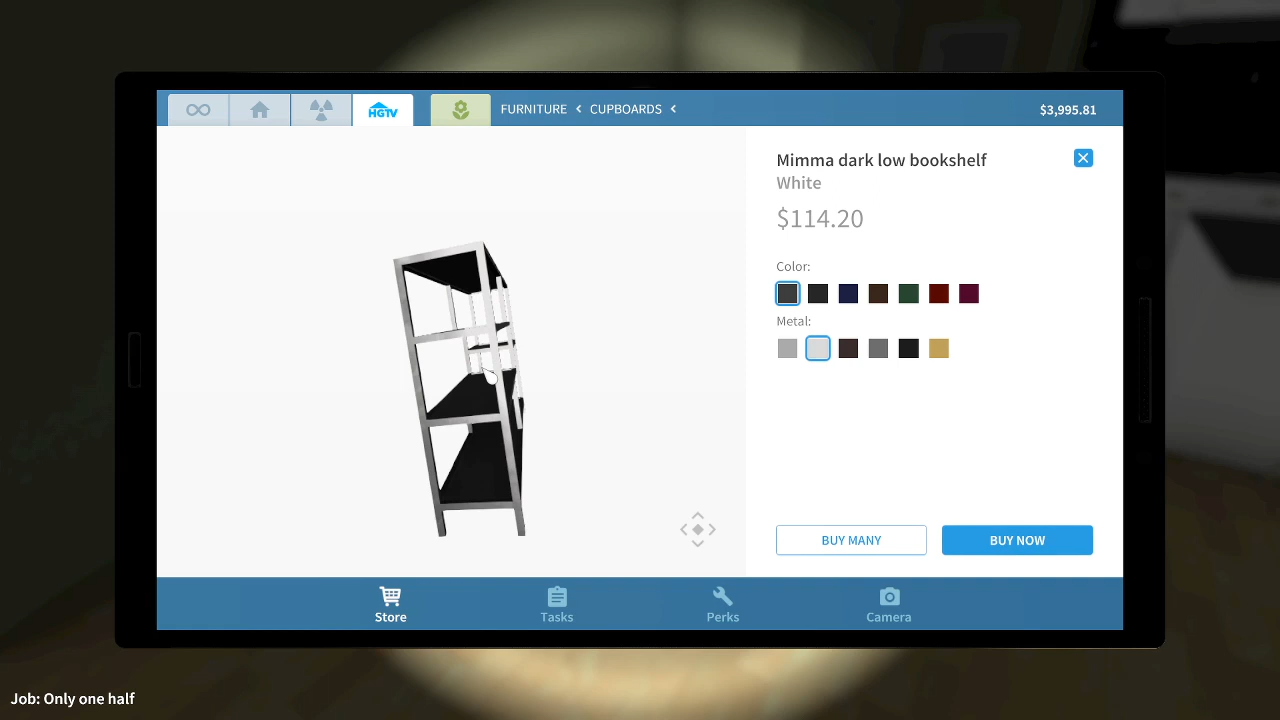 HGTV
FURNITURE < CUPBOARDS <
$3,995.81
Mimma dark low bookshelf
White
$114.20
Color:
Metal:
BUY MANY
BUY NOW
Store
Tasks
Perks
Camera
Job: Only one half